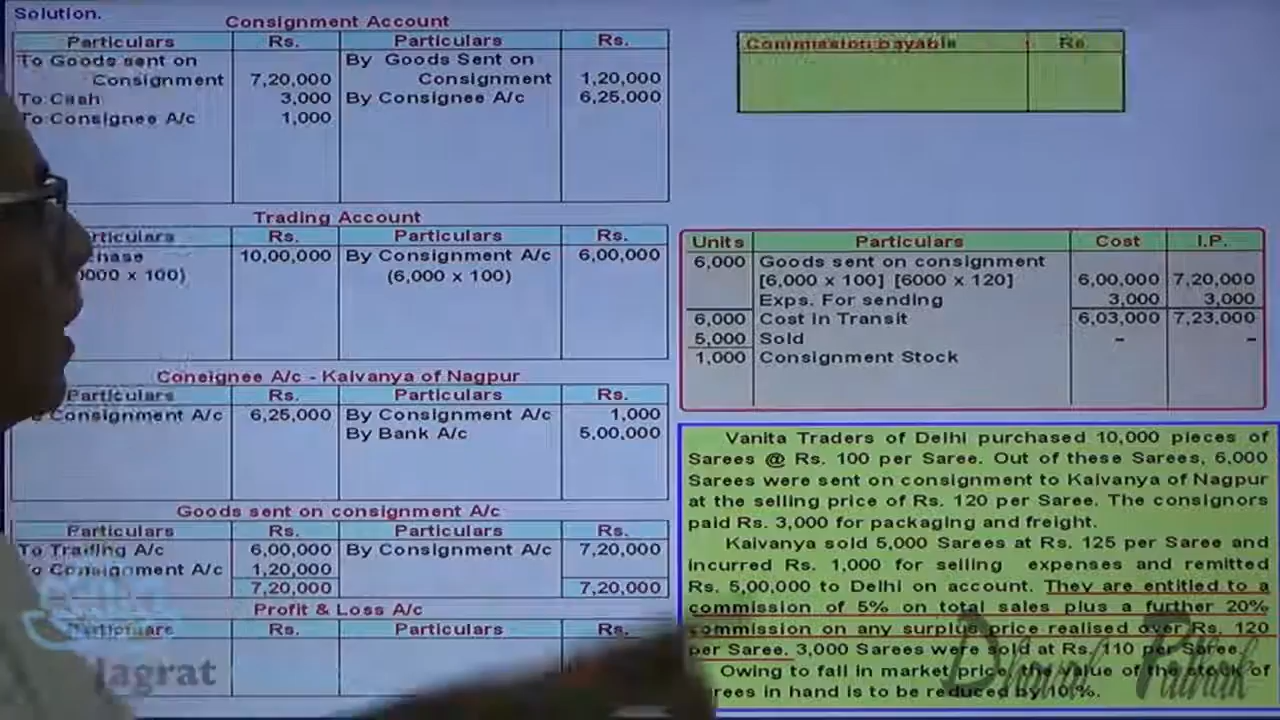 Solution.
Consignment Account
Particulars Rs. Particulars Rs.
To Goods sent on By Goods Sent on
Consignment 7,20,000 Consignment 1,20,000
To Cash 3,000 By Consignee A/c 6,25,000
To Consignee A/c 1,000
Trading Account
rticulars Rs. Particulars Rs.
hase 10,00,000 By Consignment A/c 6,00,000
000 x 100) (6,000 x 100)
Consignee A/c - Kalvanya of Nagpur
Particulars Rs. Particulars Rs.
Consignment A/c 6,25,000 By Consignment A/c 1,000
By Bank A/c 5,00,000
Goods sent on consignment A/c
Particulars Rs. Particulars Rs.
To Trading A/c 6,00,000 By Consignment A/c 7,20,000
To Consignment A/c 1,20,000
7,20,000 7,20,000
Profit & Loss A/c
Particulars Rs. Particulars Rs.
Commission payable Rs
Units Particulars Cost I.P.
6,000 Goods sent on consignment
[6,000 x 100] [6000 x 120] 6,00,000 7,20,000
Exps. For sending 3,000 3,000
6,000 Cost in Transit 6,03,000 7,23,000
5,000 Sold – –
1,000 Consignment Stock
Vanita Traders of Delhi purchased 10,000 pieces of
Sarees @ Rs. 100 per Saree. Out of these Sarees, 6,000
Sarees were sent on consignment to Kalvanya of Nagpur
at the selling price of Rs. 120 per Saree. The consignors
paid Rs. 3,000 for packaging and freight.
Kalvanya sold 5,000 Sarees at Rs. 125 per Saree and
incurred Rs. 1,000 for selling expenses and remitted
Rs. 5,00,000 to Delhi on account. They are entitled to a
commission of 5% on total sales plus a further 20%
commission on any surplus price realised over Rs. 120
per Saree. 3,000 Sarees were sold at Rs. 110 per Saree.
Owing to fall in market price, the value of the stock of
rees in hand is to be reduced by 10%.
Jagrat
Dhruv Pathak